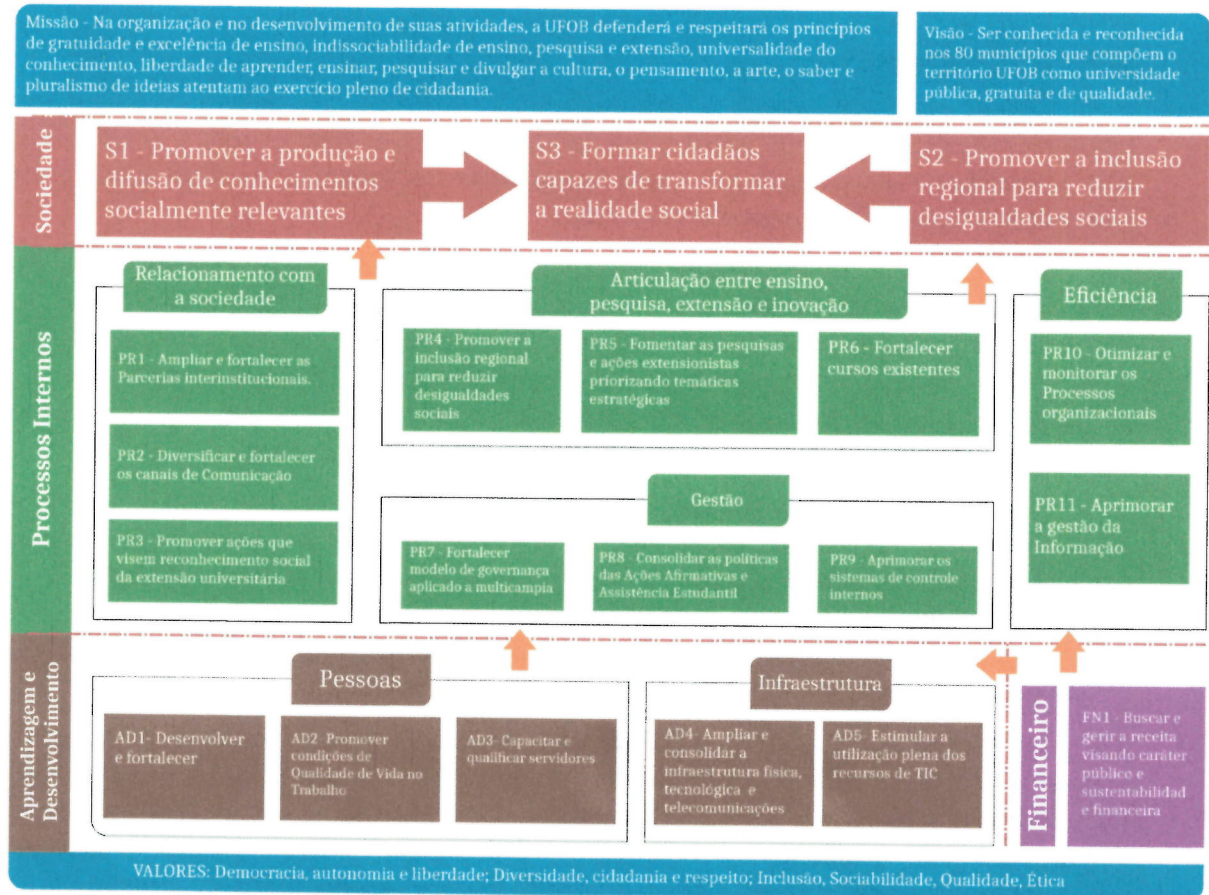 Missão - Na organização e no desenvolvimento de suas atividades, a UFOB defenderá e respeitará os princípios
de gratuidade e excelência de ensino, indissociabilidade de ensino, pesquisa e extensão, universalidade do
conhecimento, liberdade de aprender, ensinar, pesquisar e divulgar a cultura, o pensamento, a arte, o saber e
pluralismo de ideias atentam ao exercício pleno de cidadania.
Visão - Ser conhecida e reconhecida
nos 80 municípios que compõem o
território UFOB como universidade
pública, gratuita e de qualidade.
Sociedade
S1 - Promover a produção e
difusão de conhecimentos
socialmente relevantes
S3 - Formar cidadãos
capazes de transformar
a realidade social
S2 - Promover a inclusão
regional para reduzir
desigualdades sociais
Processos Internos
Relacionamento com
a sociedade
PR1 - Ampliar e fortalecer as
Parcerias interinstitucionais.
PR2 - Diversificar e fortalecer
os canais de Comunicação
PR3 - Promover ações que
visem reconhecimento social
da extensão universitária
Articulação entre ensino,
pesquisa, extensão e inovação
PR4 - Promover a
inclusão regional
para reduzir
desigualdades
sociais
PR5 - Fomentar as pesquisas
e ações extensionistas
priorizando temáticas
estratégicas
PR6 - Fortalecer
cursos existentes
Gestão
PR7 - Fortalecer
modelo de governança
aplicado a multicampia
PR8 - Consolidar as políticas
das Ações Afirmativas e
Assistência Estudantil
PR9 - Aprimorar os
sistemas de controle
internos
Eficiência
PR10 - Otimizar e
monitorar os
Processos
organizacionais
PR11 - Aprimorar
a gestão da
Informação
Aprendizagem e
Desenvolvimento
Pessoas
AD1- Desenvolver
e fortalecer
AD2- Promover
condições de
Qualidade de Vida no
Trabalho
AD3- Capacitar e
qualificar servidores
Infraestrutura
AD4- Ampliar e
consolidar a
infraestrutura física,
tecnológica e
telecomunicações
AD5- Estimular a
utilização plena dos
recursos de TIC
Financeiro
FN1 - Buscar e
gerir a receita
visando caráter
público e
sustentabilidad
e financeira
VALORES: Democracia, autonomia e liberdade; Diversidade, cidadania e respeito; Inclusão, Sociabilidade, Qualidade, Ética